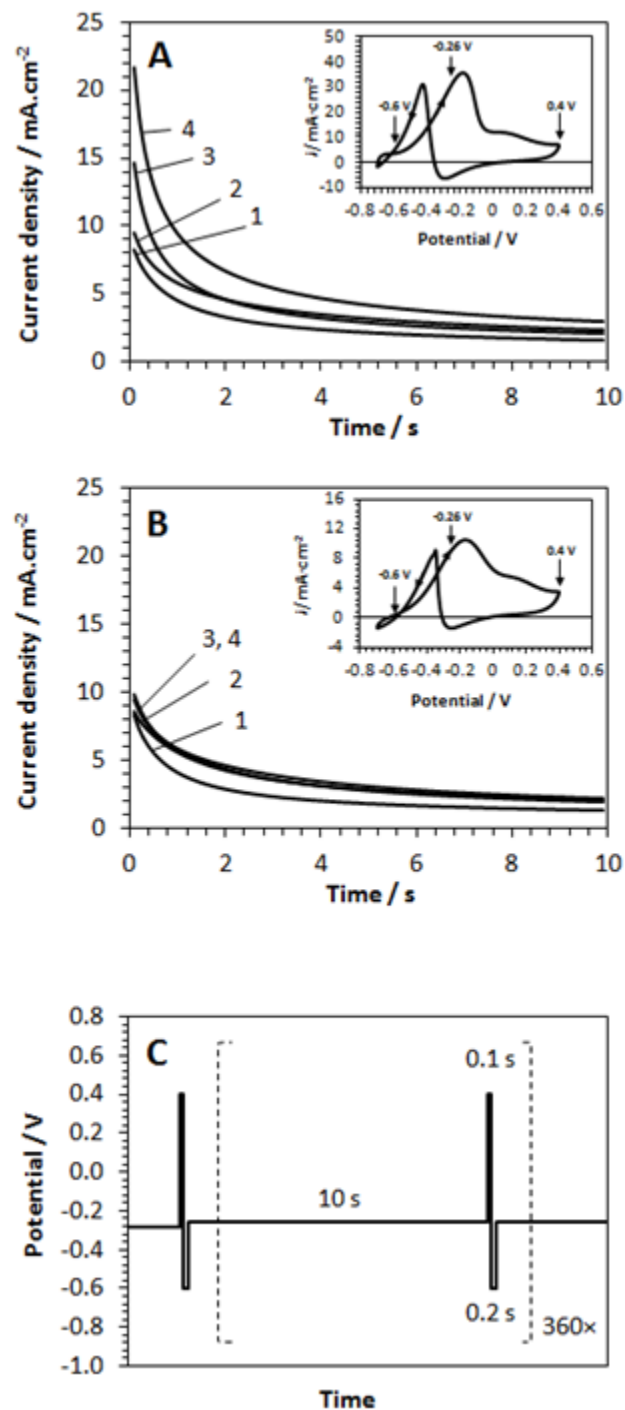 A
25
20
15
10
5
0
Current density / mA.cm-2
4
3
2
1
0 2 4 6 8 10
Time / s
50
40
30
20
10
0
-10
j/ mA·cm-2
-0.26 V
-0.6 V
0.4 V
-0.8 -0.6 -0.4 -0.2 0 0.2 0.4 0.6
Potential / V
B
25
20
15
10
5
0
Current density / mA.cm-2
3, 4
2
1
0 2 4 6 8 10
Time / s
16
12
8
4
0
-4
j/ mA·cm-2
-0.26 V
-0.6 V
0.4 V
-0.8 -0.6 -0.4 -0.2 0 0.2 0.4 0.6
Potential / V
C
0.8
0.6
0.4
0.2
0.0
-0.2
-0.4
-0.6
-0.8
-1.0
Potential / V
0.1 s
10 s
0.2 s
360×
Time